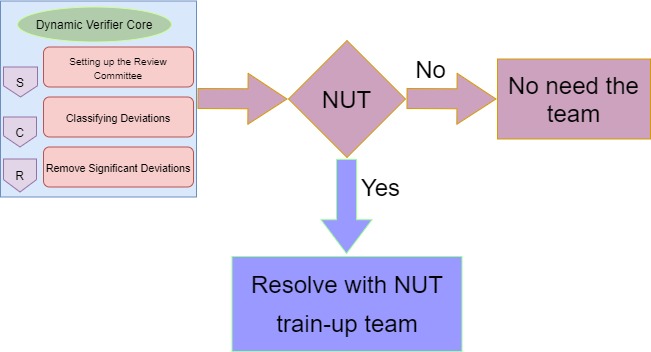 Dynamic Verifier Core
S
Setting up the Review
Committee
C
Classifying Deviations
R
Remove Significant Deviations
NUT
No
No need the
team
Yes
Resolve with NUT
train-up team